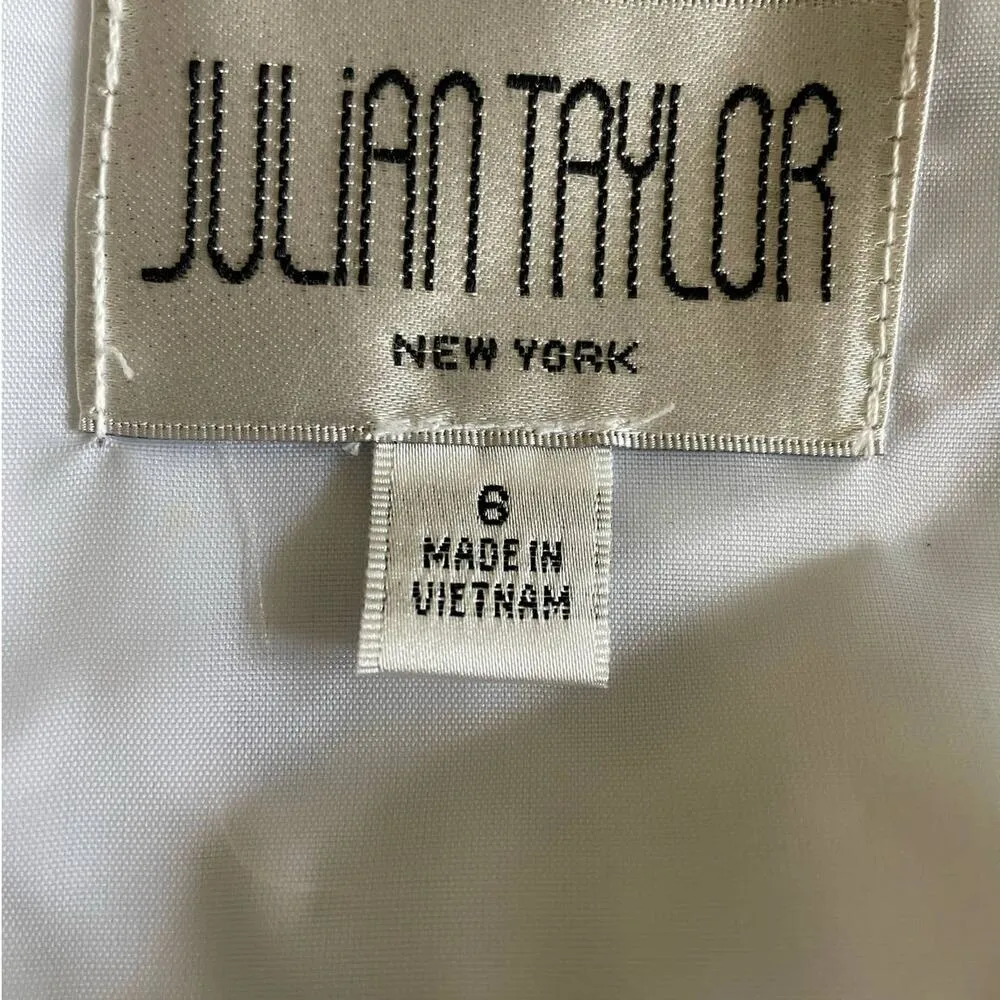 JULiAN TAYLOR
NEW YORK
6
MADE IN
VIETNAM